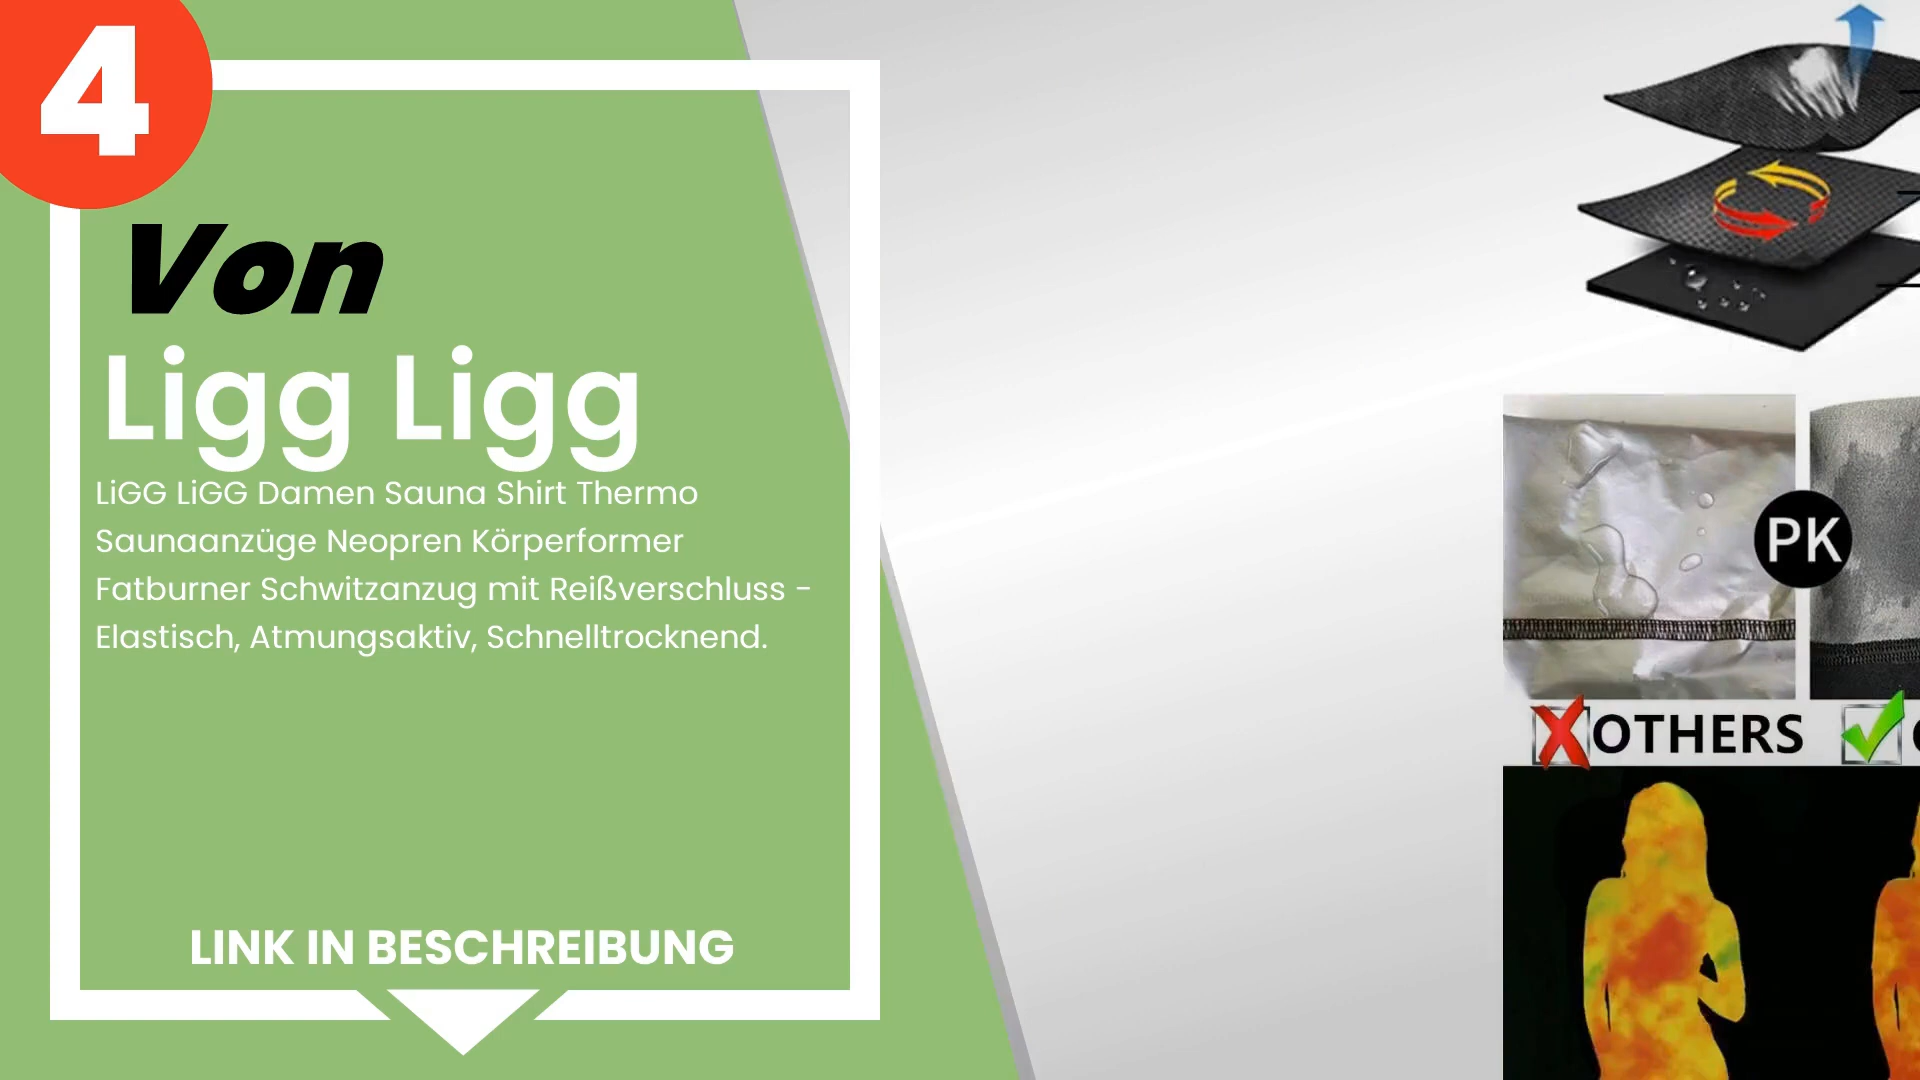 4
Von
Ligg Ligg
LiGG LiGG Damen Sauna Shirt Thermo
Saunaanzüge Neopren Körperformer
Fatburner Schwitzanzug mit Reißverschluss -
Elastisch, Atmungsaktiv, Schnelltrocknend.
LINK IN BESCHREIBUNG
PK
OTHERS